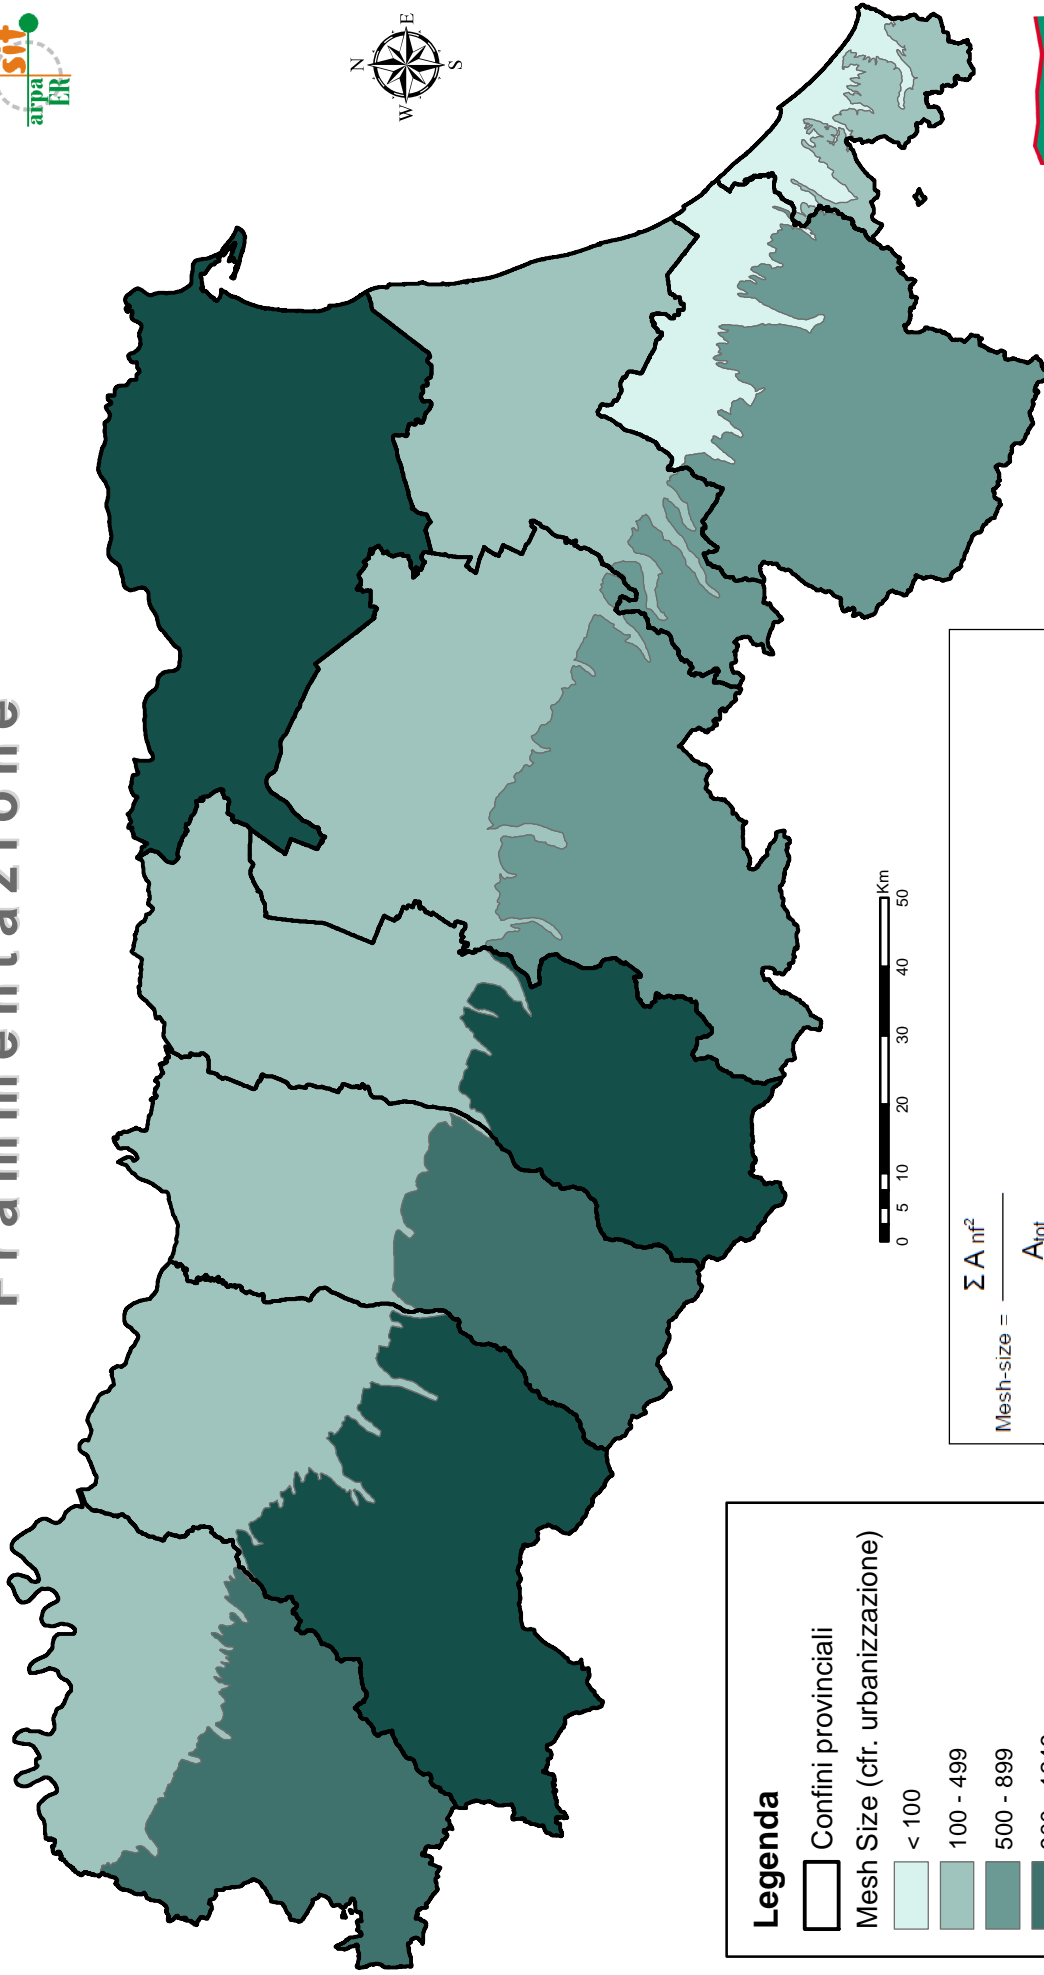 Frammentazione
sit
arpa
ER
N
E
S
W
Km
0 5 10 20 30 40 50
Σ A nf²
Mesh-size =
Atot
Legenda
Confini provinciali
Mesh Size (cfr. urbanizzazione)
< 100
100 - 499
500 - 899